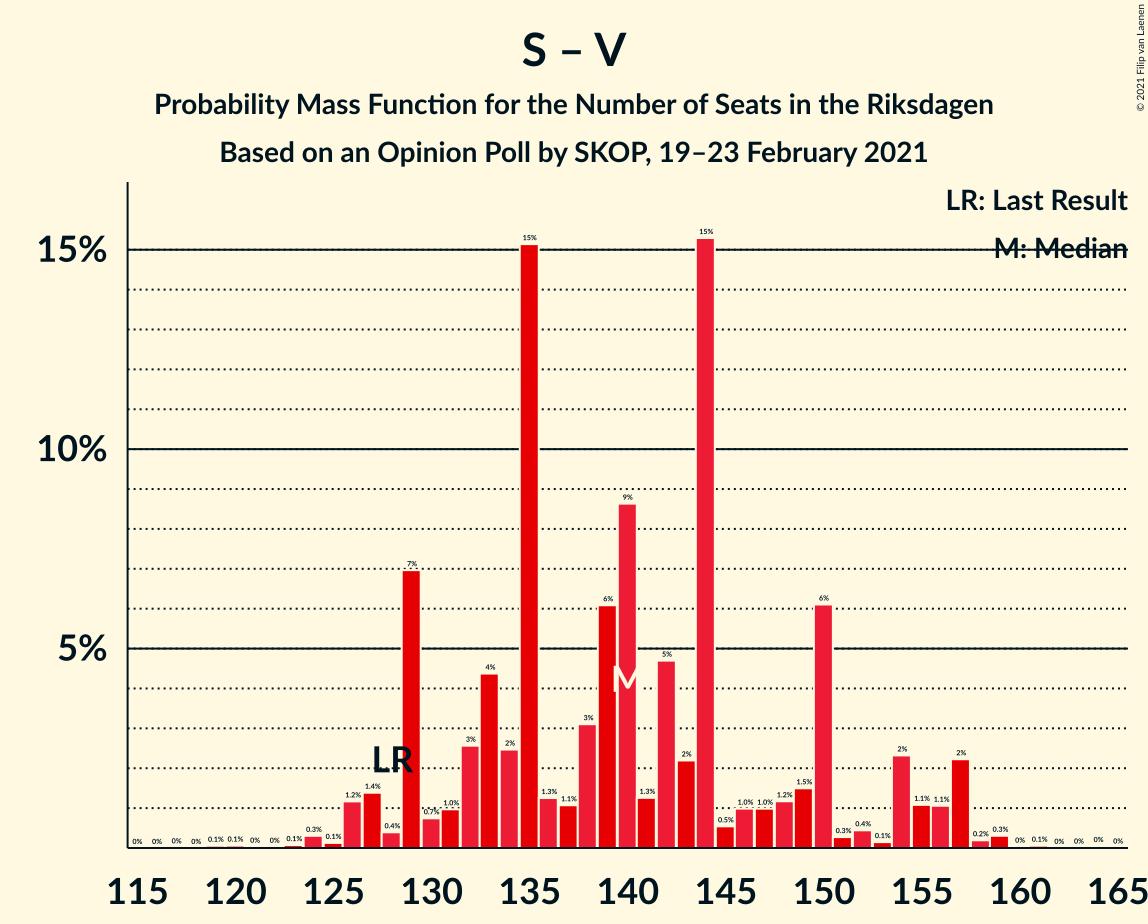 S – V
Probability Mass Function for the Number of Seats in the Riksdagen
Based on an Opinion Poll by SKOP, 19–23 February 2021
© 2021 Filip van Laenen
LR: Last Result
M: Median
15%
10%
5%
0% 0% 0% 0% 0.1% 0.1% 0% 0% 0.1% 0.3% 0.1% 1.2% 1.4% 0.4% 7% 0.7% 1.0% 3% 4% 2% 15% 1.3% 1.1% 3% 6% 9% 1.3% 5% 2% 15% 0.5% 1.0% 1.0% 1.2% 1.5% 6% 0.3% 0.4% 0.1% 2% 1.1% 1.1% 2% 0.2% 0.3% 0% 0.1% 0% 0% 0% 0%
LR
M
115 120 125 130 135 140 145 150 155 160 165